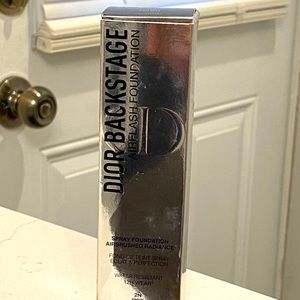 DIOR BACKSTAGE
AIRFLASH FOUNDATION
D
SPRAY FOUNDATION
AIRBRUSHED RADIANCE
FOND DE TEINT SPRAY
ÉCLAT & PERFECTION
WATER RESISTANT
12H WEAR
2N